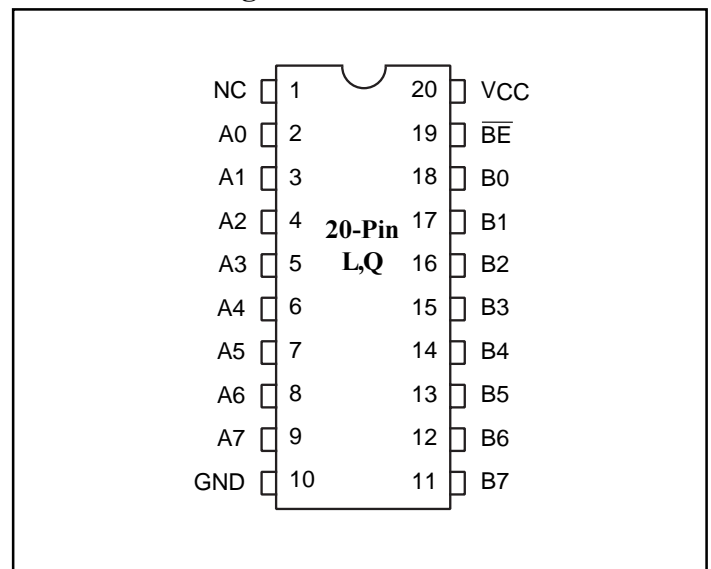 NC 1 20 VCC
A0 2 19 B̅E̅
A1 3 18 B0
A2 4 17 B1
20-Pin
A3 5 16 B2
L,Q
A4 6 15 B3
A5 7 14 B4
A6 8 13 B5
A7 9 12 B6
GND 10 11 B7